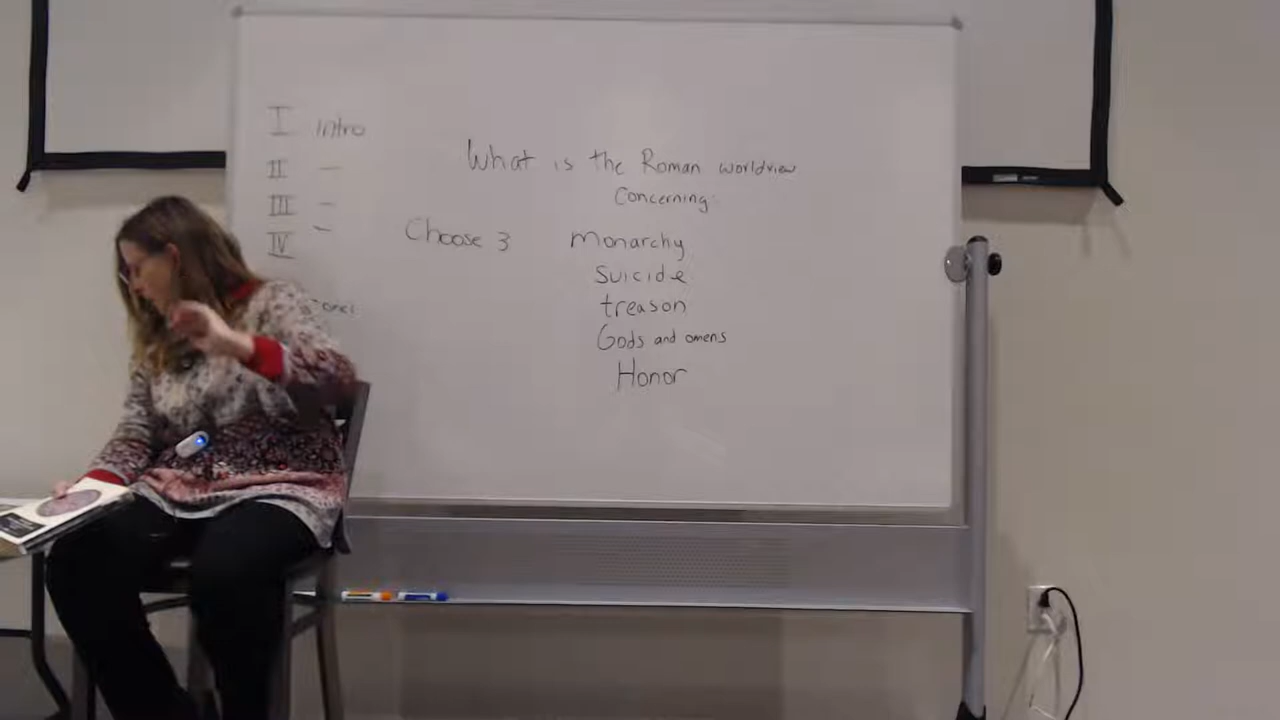 I Intro
II –
III –
IV –
Concl
What is the Roman worldview
Concerning:
Choose 3
Monarchy
Suicide
treason
Gods and omens
Honor